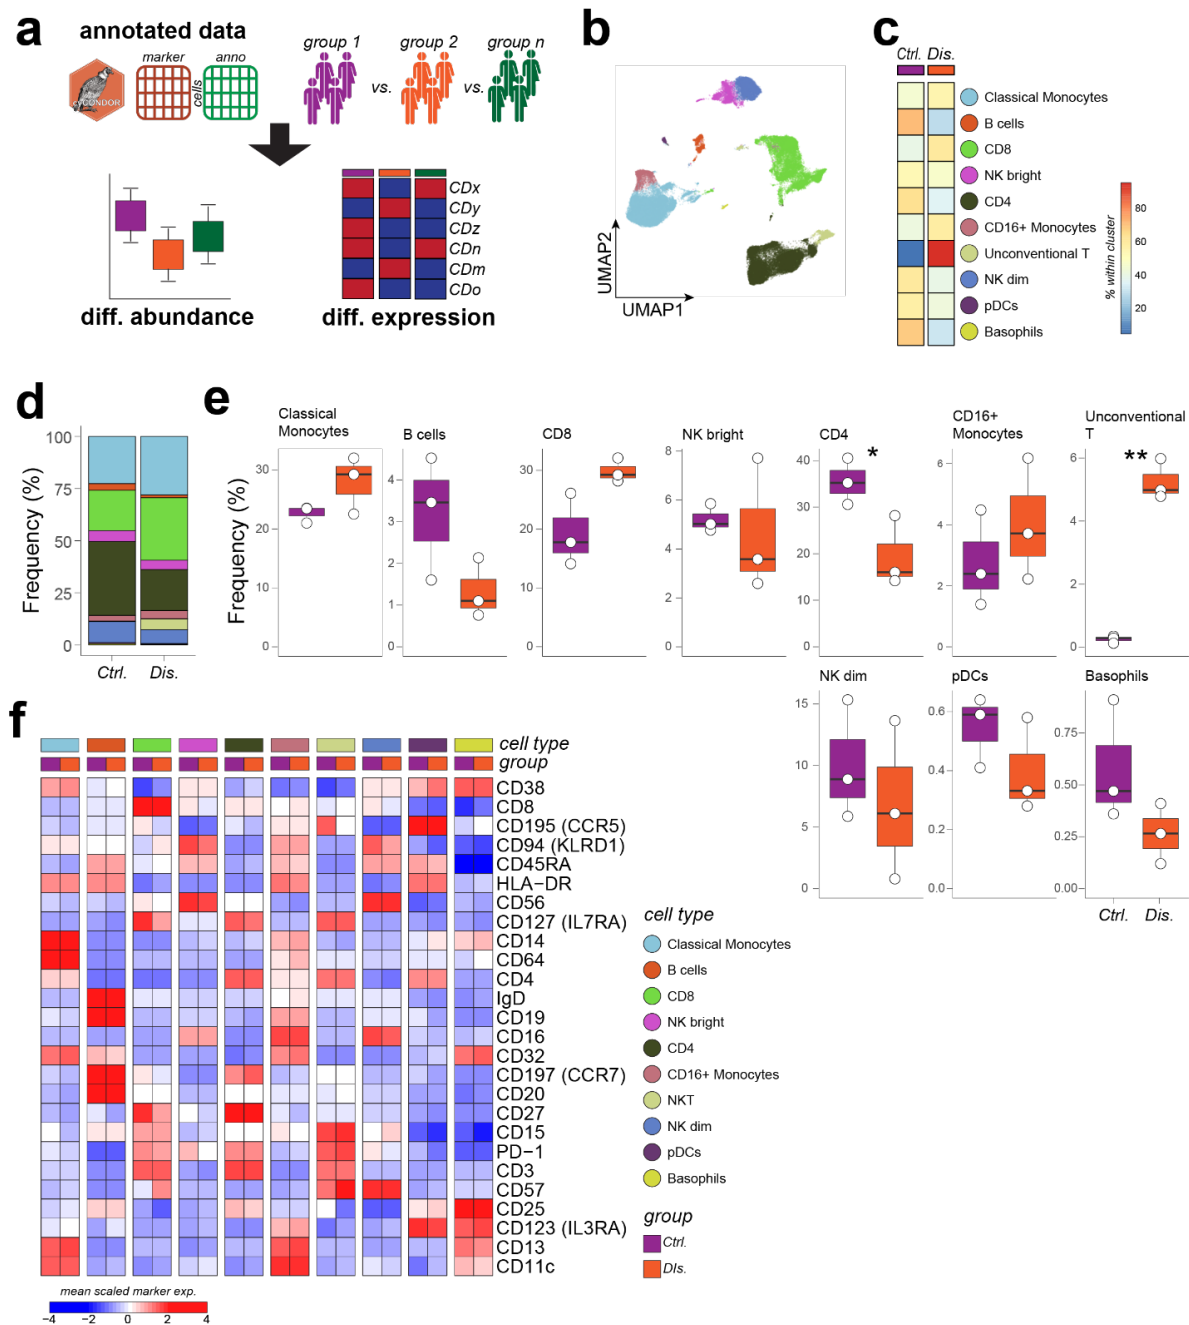 a
annotated data
marker
anno
cells
CONDOR
group 1
vs.
group 2
vs.
group n
CDx
CDy
CDz
CDn
CDm
CDo
diff. abundance
diff. expression
b
UMAP2
UMAP1
c
Ctrl. Dis.
Classical Monocytes
B cells
CD8
NK bright
CD4
CD16+ Monocytes
Unconventional T
NK dim
pDCs
Basophils
% within cluster
80
60
40
20
d
Frequency (%)
100
75
50
25
0
Ctrl. Dis.
e
Frequency (%)
Classical
Monocytes
30
20
10
0
B cells
4
3
2
1
0
CD8
30
20
10
0
NK bright
8
6
4
2
0
CD4
*
40
30
20
10
0
CD16+
Monocytes
6
4
2
0
Unconventional
T
**
6
4
2
0
NK dim
15
10
5
0
pDCs
0.6
0.4
0.2
0.0
Basophils
0.75
0.50
0.25
0.00
Ctrl. Dis.
f
cell type
group
CD38
CD8
CD195 (CCR5)
CD94 (KLRD1)
CD45RA
HLA−DR
CD56
CD127 (IL7RA)
CD14
CD64
CD4
IgD
CD19
CD16
CD32
CD197 (CCR7)
CD20
CD27
CD15
PD−1
CD3
CD57
CD25
CD123 (IL3RA)
CD13
CD11c
mean scaled marker exp.
−4 −2 0 2 4
cell type
Classical Monocytes
B cells
CD8
NK bright
CD4
CD16+ Monocytes
NKT
NK dim
pDCs
Basophils
group
Ctrl.
DIs.